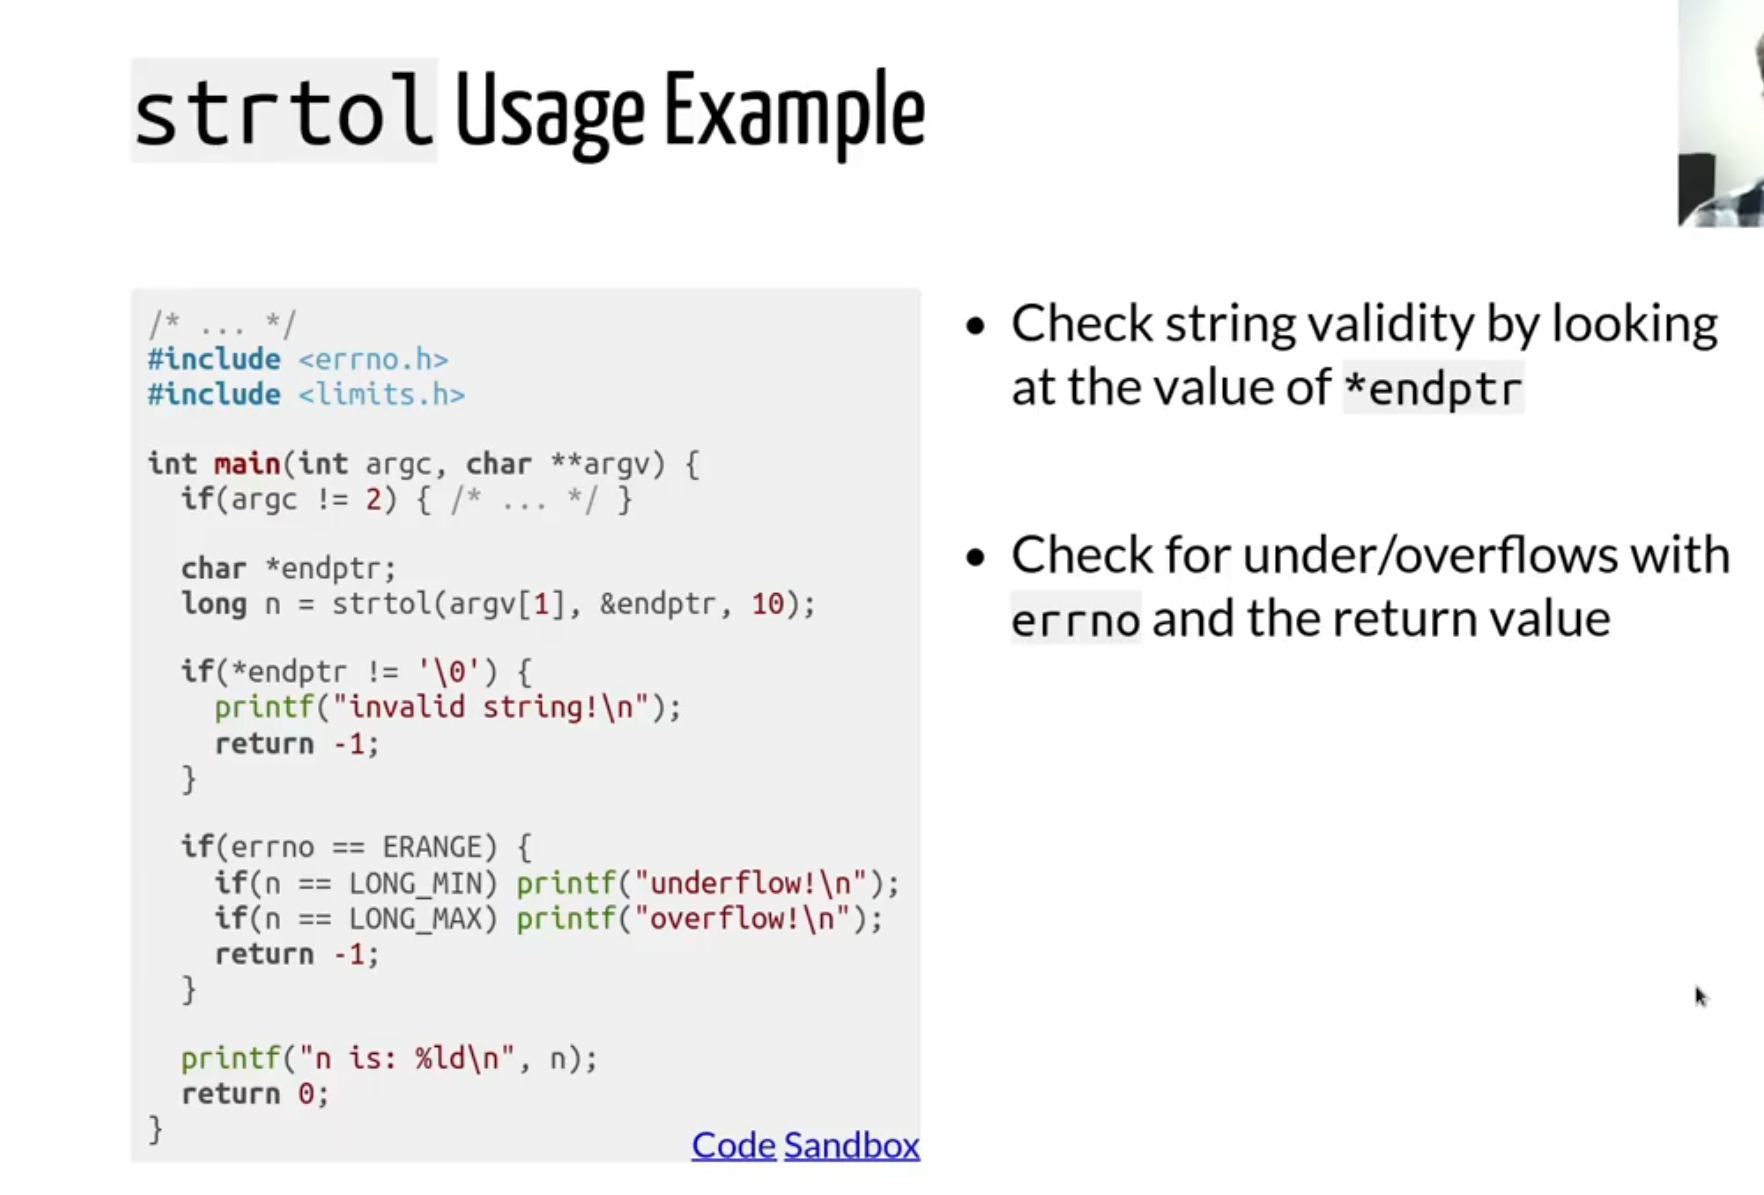 strtol Usage Example
/* ... */
#include <errno.h>
#include <limits.h>
int main(int argc, char **argv) {
if(argc != 2) { /* ... */ }
char *endptr;
long n = strtol(argv[1], &endptr, 10);
if(*endptr != '\0') {
printf("invalid string!\n");
return -1;
}
if(errno == ERANGE) {
if(n == LONG_MIN) printf("underflow!\n");
if(n == LONG_MAX) printf("overflow!\n");
return -1;
}
printf("n is: %ld\n", n);
return 0;
}
Code Sandbox
• Check string validity by looking
at the value of *endptr
• Check for under/overflows with
errno and the return value